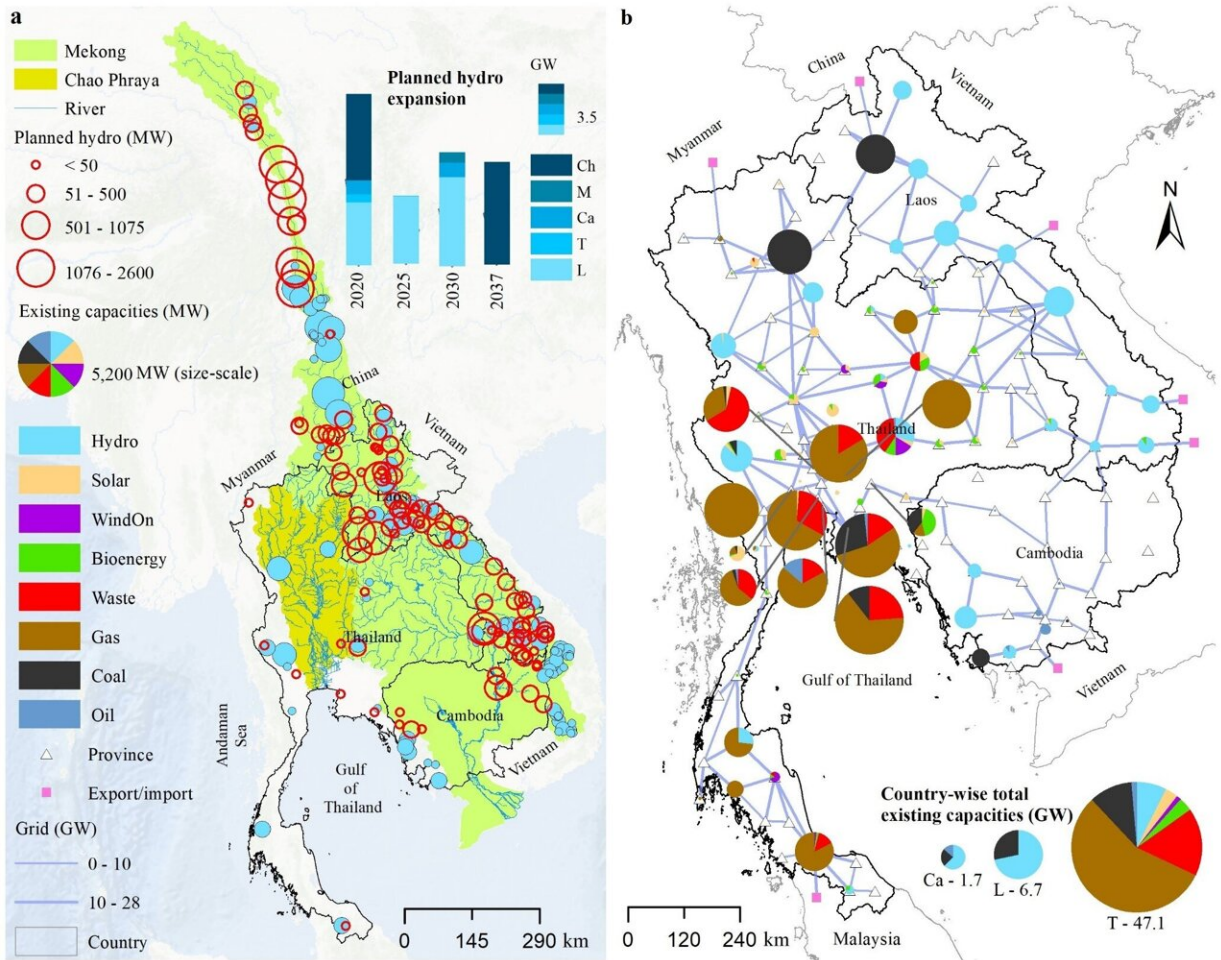 a
Mekong
Chao Phraya
River
Planned hydro (MW)
< 50
51 - 500
501 - 1075
1076 - 2600
Existing capacities (MW)
5,200 MW (size-scale)
Hydro
Solar
WindOn
Bioenergy
Waste
Gas
Coal
Oil
Province
Export/import
Grid (GW)
0 - 10
10 - 28
Country
Planned hydro
expansion
GW
3.5
Ch
M
Ca
T
L
2020
2025
2030
2037
China
Vietnam
Myanmar
Laos
Thailand
Cambodia
Vietnam
Andaman
Sea
Gulf
of
Thailand
0 145 290 km
b
China
Vietnam
Myanmar
Laos
N
Thailand
Cambodia
Gulf of Thailand
Vietnam
Country-wise total
existing capacities (GW)
Ca - 1.7
L - 6.7
T - 47.1
0 120 240 km
Malaysia